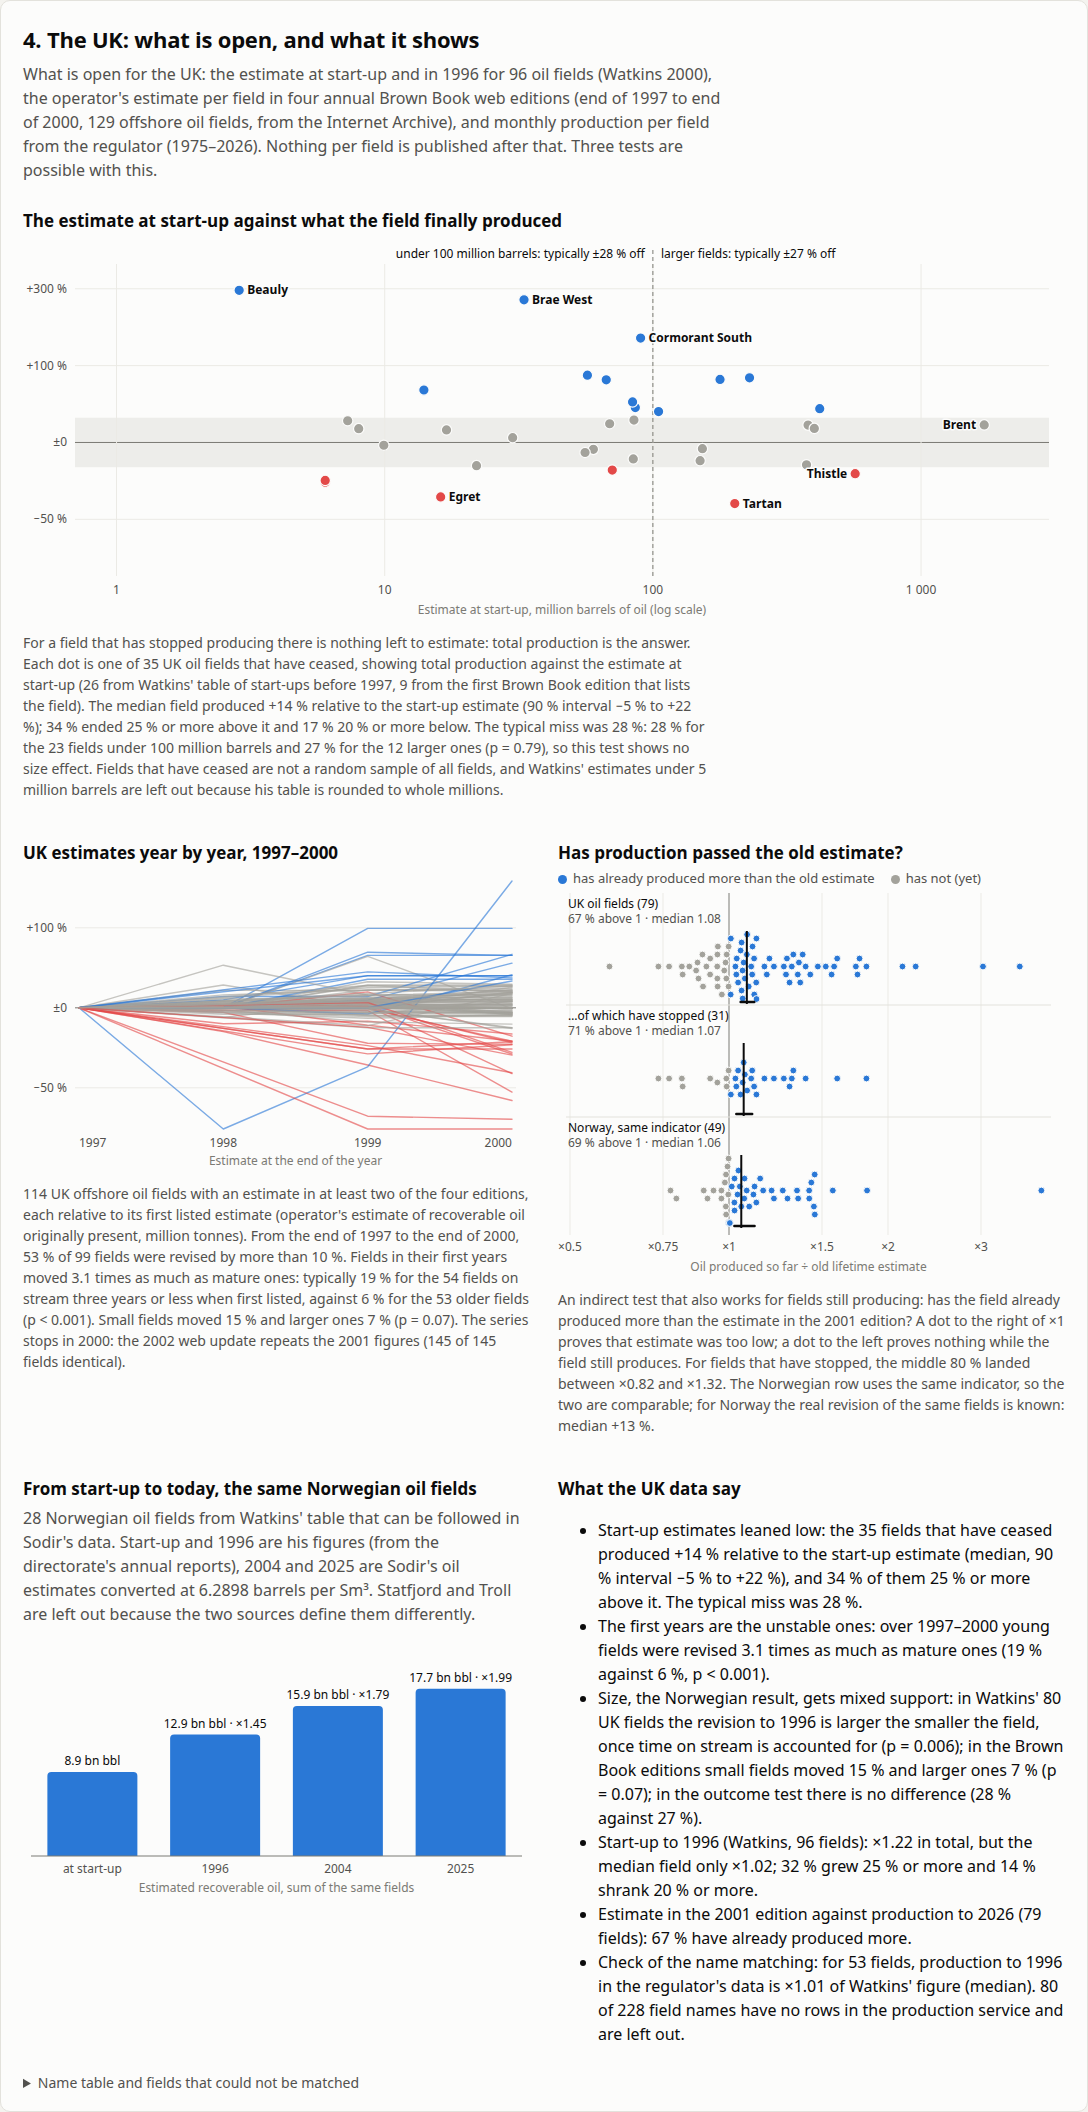 4. The UK: what is open, and what it shows
What is open for the UK: the estimate at start-up and in 1996 for 96 oil fields (Watkins 2000),
the operator's estimate per field in four annual Brown Book web editions (end of 1997 to end
of 2000, 129 offshore oil fields, from the Internet Archive), and monthly production per field
from the regulator (1975–2026). Nothing per field is published after that. Three tests are
possible with this.
The estimate at start-up against what the field finally produced
under 100 million barrels: typically ±28 % off
larger fields: typically ±27 % off
+300 %
Beauly
Brae West
Cormorant South
+100 %
Brent
±0
Thistle
Egret
Tartan
−50 %
1
10
100
1 000
Estimate at start-up, million barrels of oil (log scale)
For a field that has stopped producing there is nothing left to estimate: total production is the answer.
Each dot is one of 35 UK oil fields that have ceased, showing total production against the estimate at
start-up (26 from Watkins' table of start-ups before 1997, 9 from the first Brown Book edition that lists
the field). The median field produced +14 % relative to the start-up estimate (90 % interval −5 % to +22
%); 34 % ended 25 % or more above it and 17 % 20 % or more below. The typical miss was 28 %: 28 % for
the 23 fields under 100 million barrels and 27 % for the 12 larger ones (p = 0.79), so this test shows no
size effect. Fields that have ceased are not a random sample of all fields, and Watkins' estimates under 5
million barrels are left out because his table is rounded to whole millions.
UK estimates year by year, 1997–2000
+100 %
±0
−50 %
1997
1998
1999
2000
Estimate at the end of the year
114 UK offshore oil fields with an estimate in at least two of the four editions,
each relative to its first listed estimate (operator's estimate of recoverable oil
originally present, million tonnes). From the end of 1997 to the end of 2000,
53 % of 99 fields were revised by more than 10 %. Fields in their first years
moved 3.1 times as much as mature ones: typically 19 % for the 54 fields on
stream three years or less when first listed, against 6 % for the 53 older fields
(p < 0.001). Small fields moved 15 % and larger ones 7 % (p = 0.07). The series
stops in 2000: the 2002 web update repeats the 2001 figures (145 of 145
fields identical).
Has production passed the old estimate?
has already produced more than the old estimate
has not (yet)
UK oil fields (79)
67 % above 1 · median 1.08
...of which have stopped (31)
71 % above 1 · median 1.07
Norway, same indicator (49)
69 % above 1 · median 1.06
×0.5
×0.75
×1
×1.5
×2
×3
Oil produced so far ÷ old lifetime estimate
An indirect test that also works for fields still producing: has the field already
produced more than the estimate in the 2001 edition? A dot to the right of ×1
proves that estimate was too low; a dot to the left proves nothing while the
field still produces. For fields that have stopped, the middle 80 % landed
between ×0.82 and ×1.32. The Norwegian row uses the same indicator, so the
two are comparable; for Norway the real revision of the same fields is known:
median +13 %.
From start-up to today, the same Norwegian oil fields
28 Norwegian oil fields from Watkins' table that can be followed in
Sodir's data. Start-up and 1996 are his figures (from the
directorate's annual reports), 2004 and 2025 are Sodir's oil
estimates converted at 6.2898 barrels per Sm³. Statfjord and Troll
are left out because the two sources define them differently.
8.9 bn bbl
12.9 bn bbl · ×1.45
15.9 bn bbl · ×1.79
17.7 bn bbl · ×1.99
at start-up
1996
2004
2025
Estimated recoverable oil, sum of the same fields
What the UK data say
• Start-up estimates leaned low: the 35 fields that have ceased
produced +14 % relative to the start-up estimate (median, 90
% interval −5 % to +22 %), and 34 % of them 25 % or more
above it. The typical miss was 28 %.
• The first years are the unstable ones: over 1997–2000 young
fields were revised 3.1 times as much as mature ones (19 %
against 6 %, p < 0.001).
• Size, the Norwegian result, gets mixed support: in Watkins' 80
UK fields the revision to 1996 is larger the smaller the field,
once time on stream is accounted for (p = 0.006); in the Brown
Book editions small fields moved 15 % and larger ones 7 % (p
= 0.07); in the outcome test there is no difference (28 %
against 27 %).
• Start-up to 1996 (Watkins, 96 fields): ×1.22 in total, but the
median field only ×1.02; 32 % grew 25 % or more and 14 %
shrank 20 % or more.
• Estimate in the 2001 edition against production to 2026 (79
fields): 67 % have already produced more.
• Check of the name matching: for 53 fields, production to 1996
in the regulator's data is ×1.01 of Watkins' figure (median). 80
of 228 field names have no rows in the production service and
are left out.
▶ Name table and fields that could not be matched